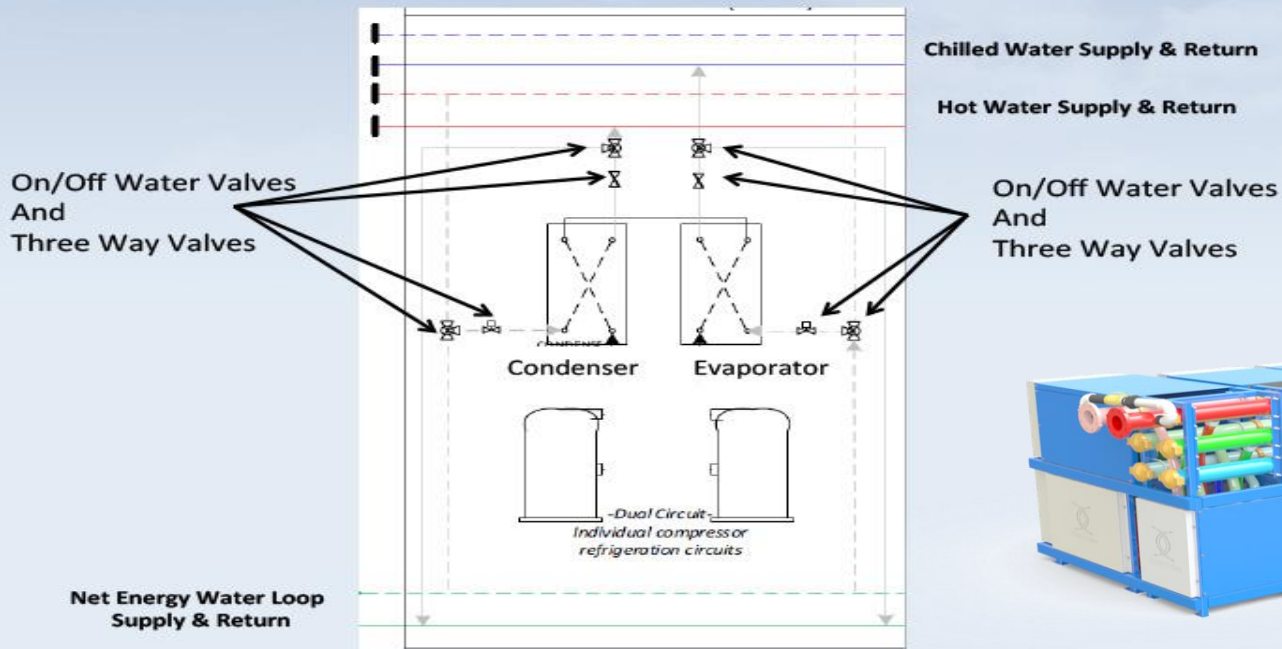 Chilled Water Supply & Return
Hot Water Supply & Return
On/Off Water Valves
And
Three Way Valves
On/Off Water Valves
And
Three Way Valves
Condenser
Evaporator
-Dual Circuit-
Individual compressor
refrigeration circuits
Net Energy Water Loop
Supply & Return